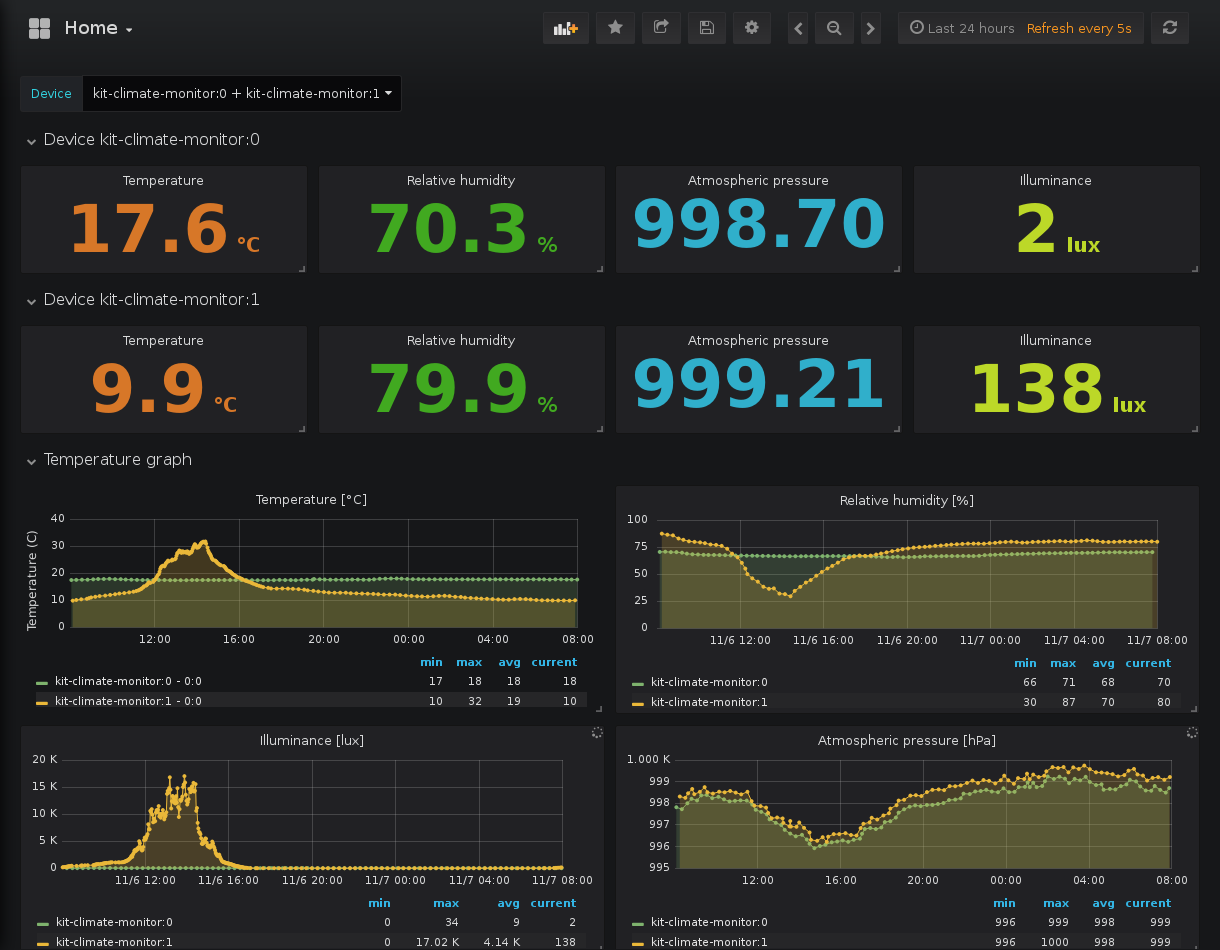 Home
Last 24 hours Refresh every 5s
Device kit-climate-monitor:0 + kit-climate-monitor:1
Device kit-climate-monitor:0
Temperature Relative humidity Atmospheric pressure Illuminance
17.6 °C 70.3 % 998.70 2 lux
Device kit-climate-monitor:1
Temperature Relative humidity Atmospheric pressure Illuminance
9.9 °C 79.9 % 999.21 138 lux
Temperature graph
Temperature [°C]
Temperature (C)
40
30
20
10
0
12:00 16:00 20:00 00:00 04:00 08:00
min max avg current
kit-climate-monitor:0 - 0:0 17 18 18 18
kit-climate-monitor:1 - 0:0 10 32 19 10
Relative humidity [%]
100
75
50
25
0
11/6 12:00 11/6 16:00 11/6 20:00 11/7 00:00 11/7 04:00 11/7 08:00
min max avg current
kit-climate-monitor:0 66 71 68 70
kit-climate-monitor:1 30 87 70 80
Illuminance [lux]
20 K
15 K
10 K
5 K
0
11/6 12:00 11/6 16:00 11/6 20:00 11/7 00:00 11/7 04:00 11/7 08:00
min max avg current
kit-climate-monitor:0 0 34 9 2
kit-climate-monitor:1 0 17.02 K 4.14 K 138
Atmospheric pressure [hPa]
1.000 K
999
998
997
996
995
12:00 16:00 20:00 00:00 04:00 08:00
min max avg current
kit-climate-monitor:0 996 999 998 999
kit-climate-monitor:1 996 1000 998 999